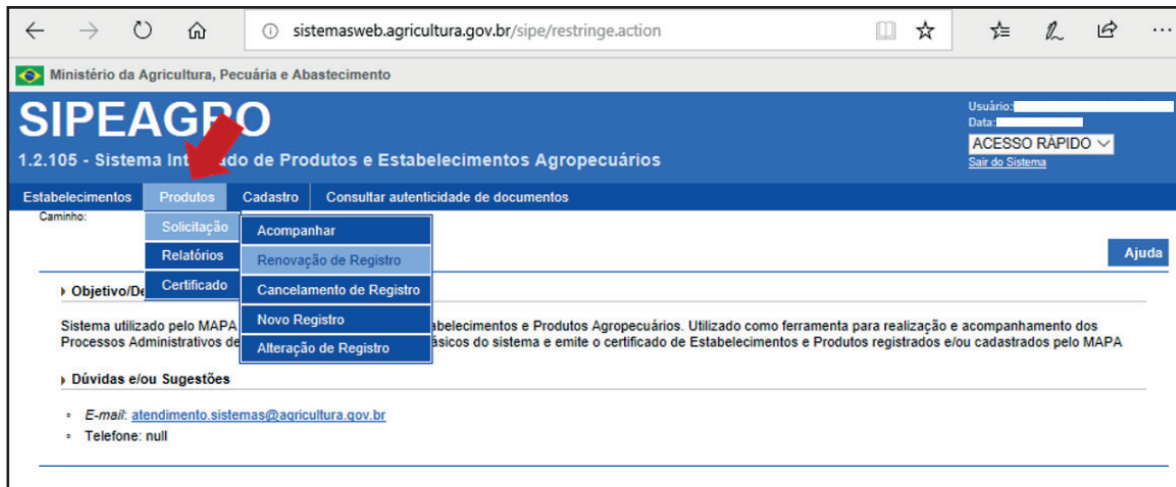 sistemasweb.agricultura.gov.br/sipe/restringe.action
Ministério da Agricultura, Pecuária e Abastecimento
SIPEAGRO
1.2.105 - Sistema Int do de Produtos e Estabelecimentos Agropecuários
Usuário:
Data:
ACESSO RÁPIDO
Sair do Sistema
Estabelecimentos Produtos Cadastro Consultar autenticidade de documentos
Caminho:
Solicitação
Relatórios
Certificado
Acompanhar
Renovação de Registro
Cancelamento de Registro
Novo Registro
Alteração de Registro
Ajuda
Objetivo/De
Sistema utilizado pelo MAPA abelecimentos e Produtos Agropecuários. Utilizado como ferramenta para realização e acompanhamento dos
Processos Administrativos de ásicos do sistema e emite o certificado de Estabelecimentos e Produtos registrados e/ou cadastrados pelo MAPA
Dúvidas e/ou Sugestões
E-mail: atendimento.sistemas@agricultura.gov.br
Telefone: null